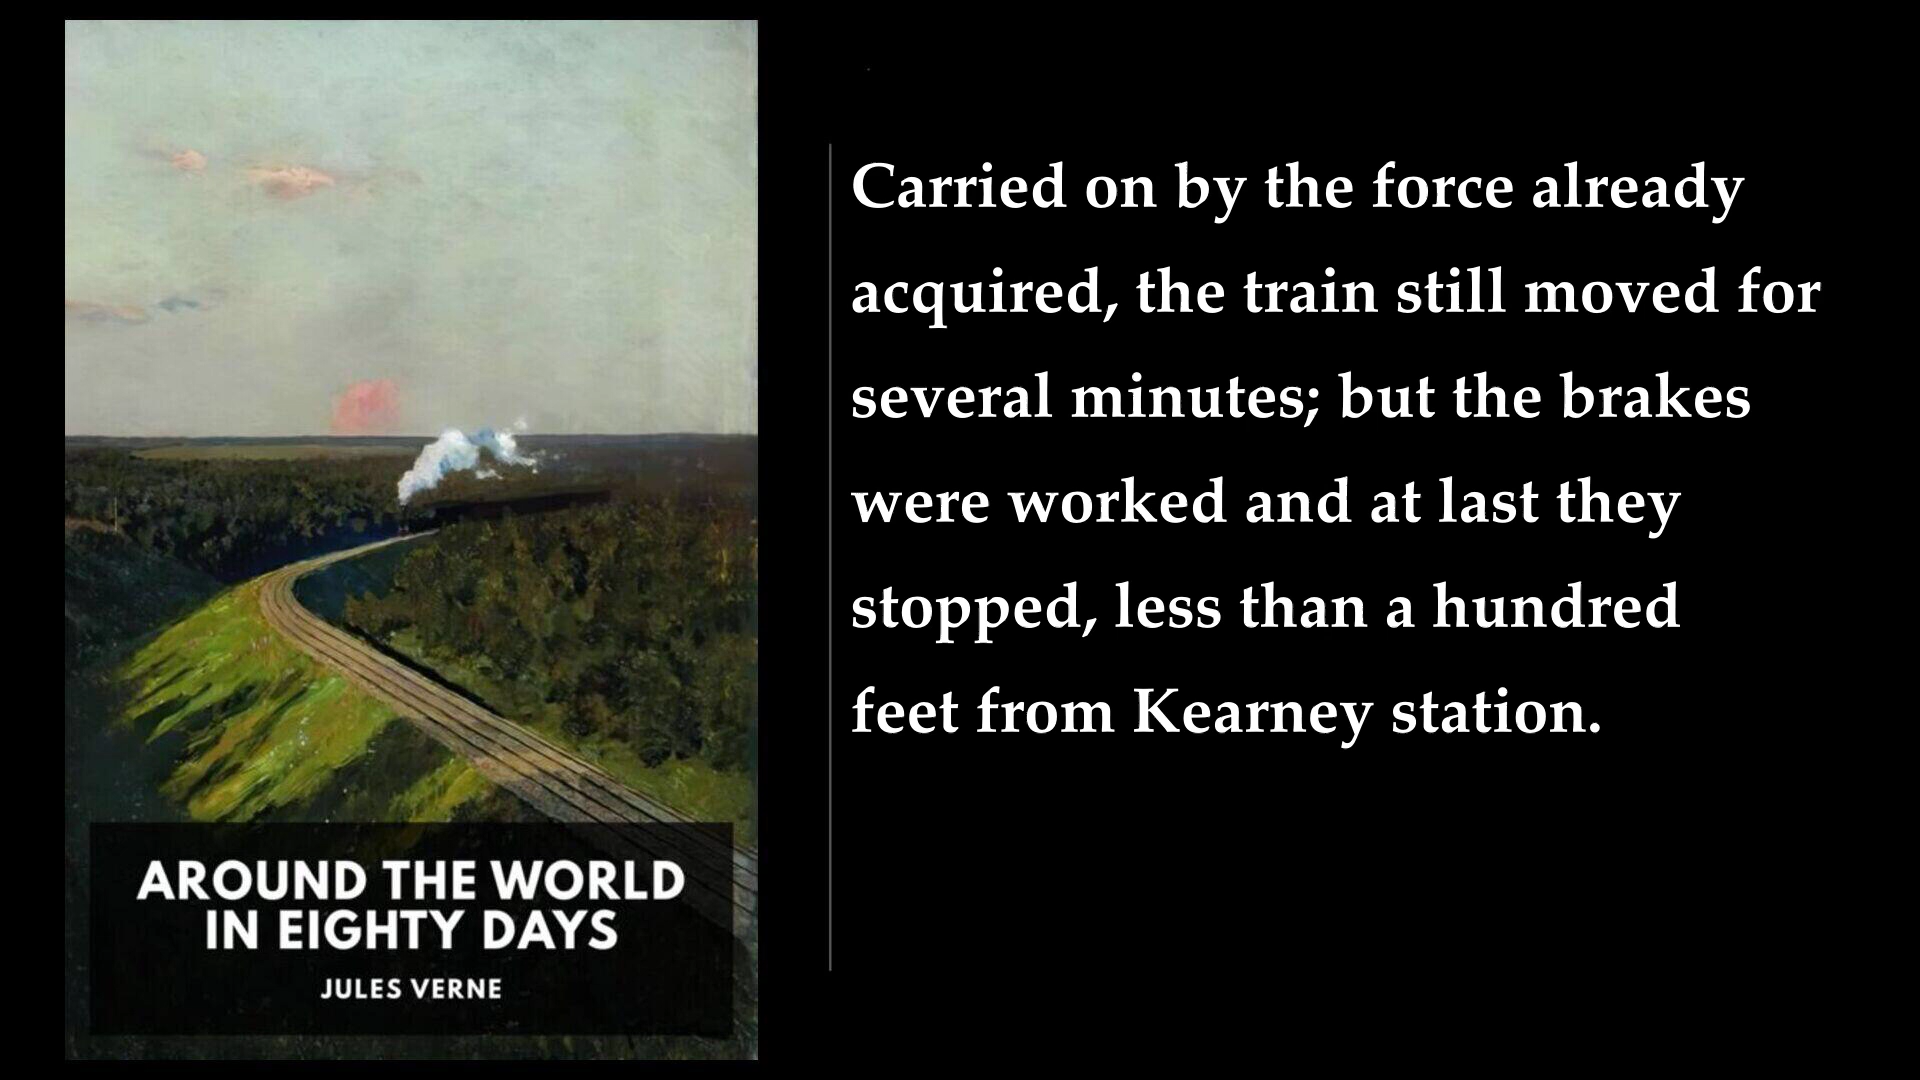 Carried on by the force already
acquired, the train still moved for
several minutes; but the brakes
were worked and at last they
stopped, less than a hundred
feet from Kearney station.
AROUND THE WORLD
IN EIGHTY DAYS
JULES VERNE